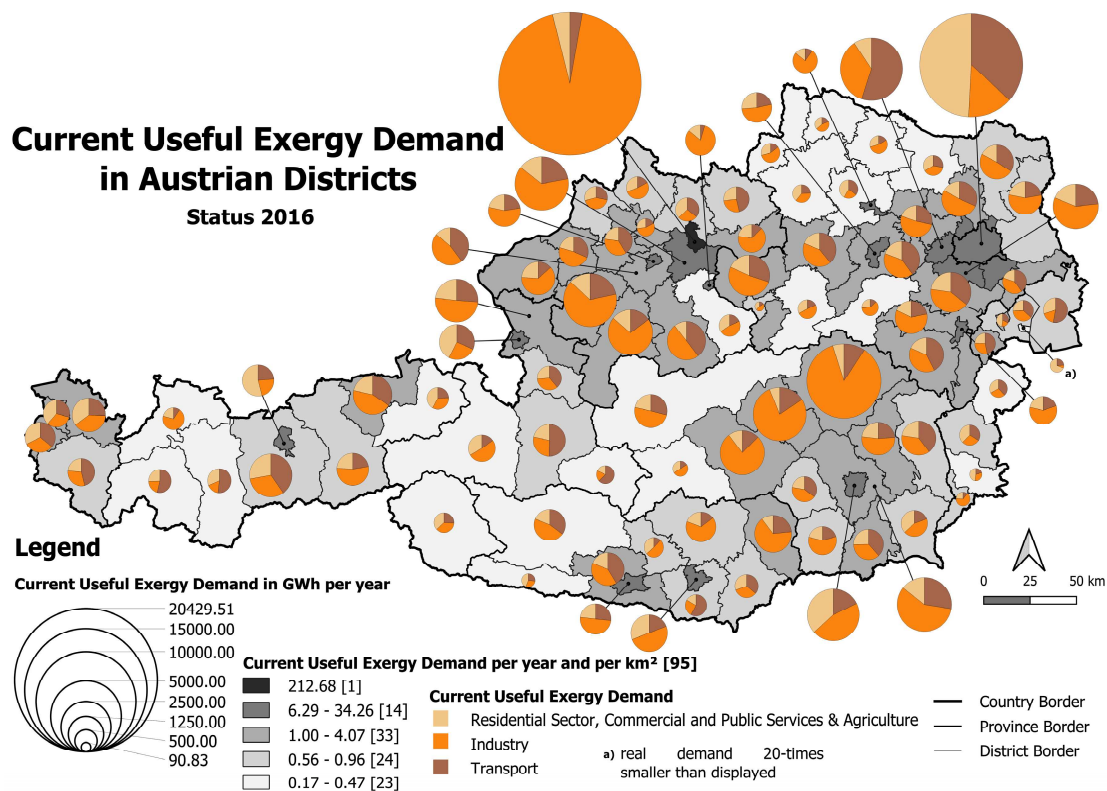 Current Useful Exergy Demand
in Austrian Districts
Status 2016
a)
Legend
Current Useful Exergy Demand in GWh per year
20429.51
15000.00
10000.00
5000.00
2500.00
1250.00
500.00
90.83
Current Useful Exergy Demand per year and per km² [95]
212.68 [1]
6.29 - 34.26 [14]
1.00 - 4.07 [33]
0.56 - 0.96 [24]
0.17 - 0.47 [23]
Current Useful Exergy Demand
Residential Sector, Commercial and Public Services & Agriculture
Industry
Transport
a) real demand 20-times
smaller than displayed
0 25 50 km
Country Border
Province Border
District Border